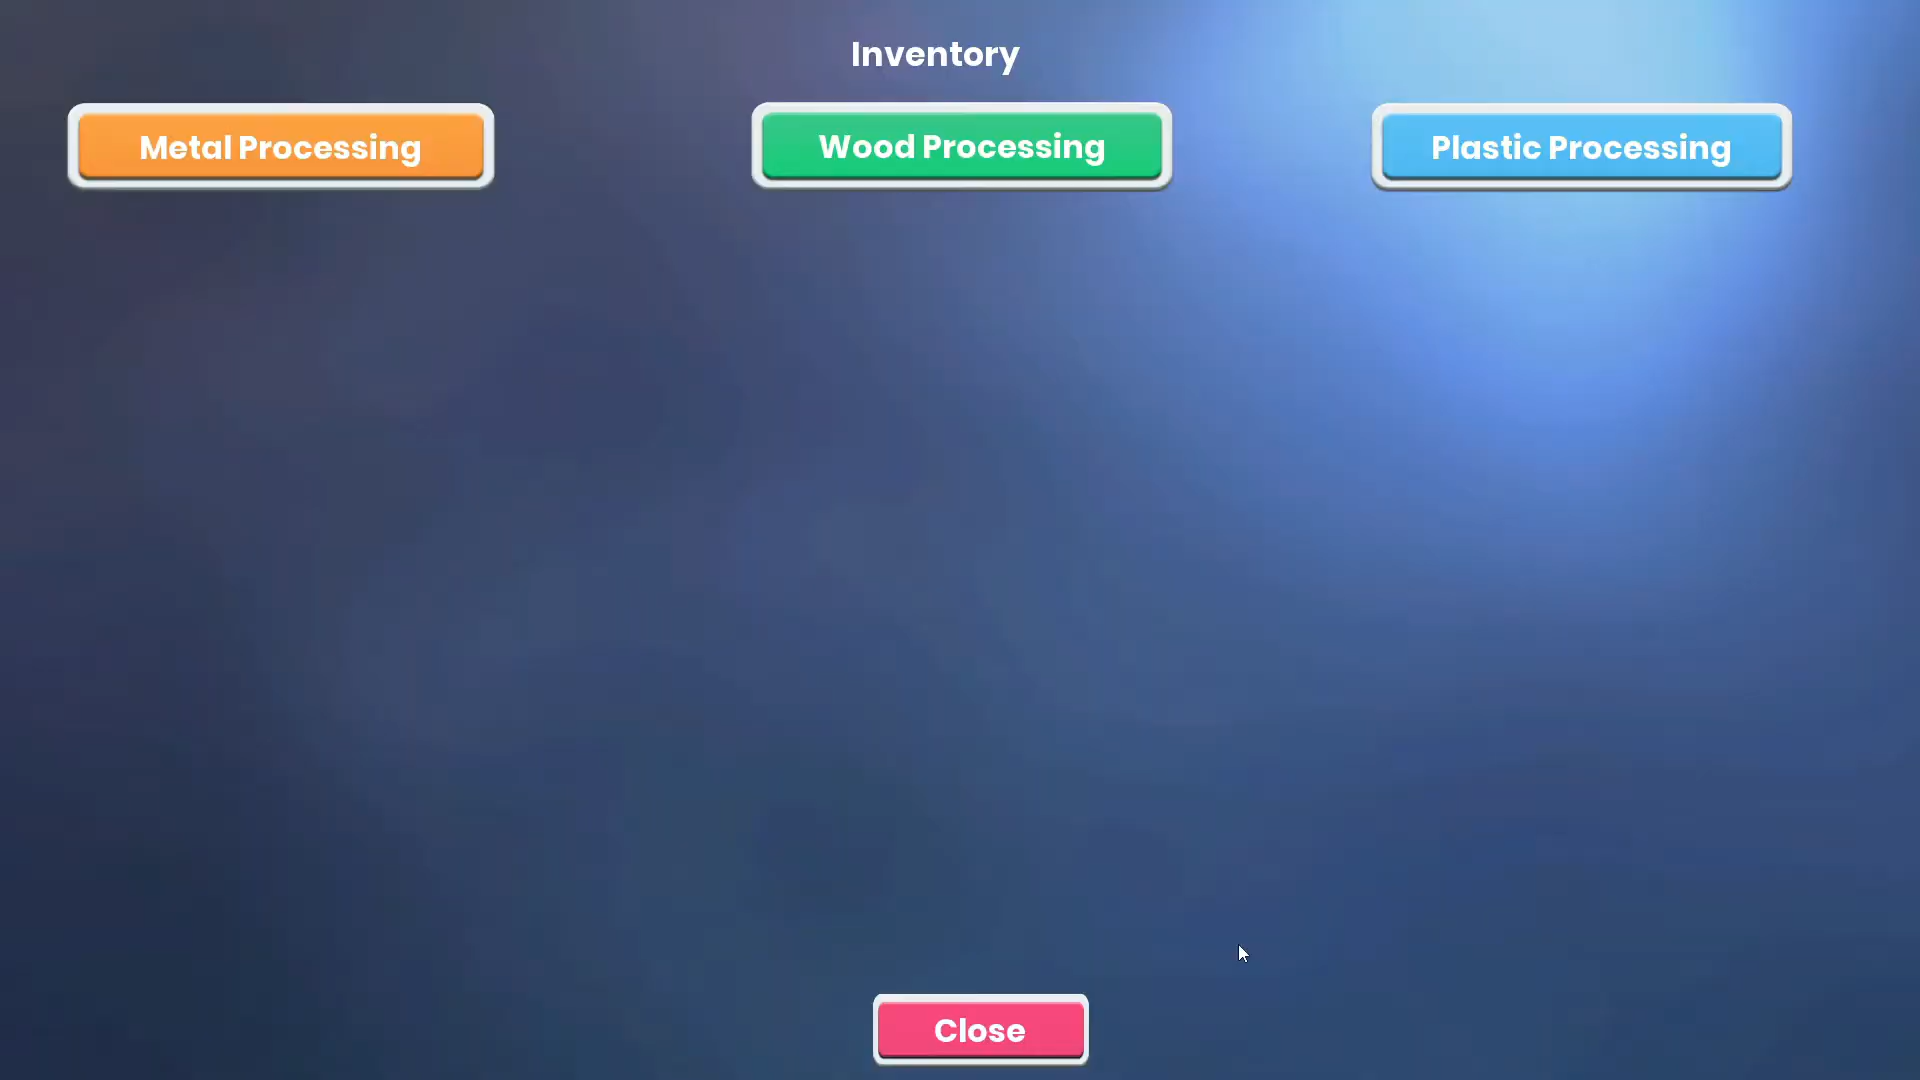 Inventory
Metal Processing
Wood Processing
Plastic Processing
Close